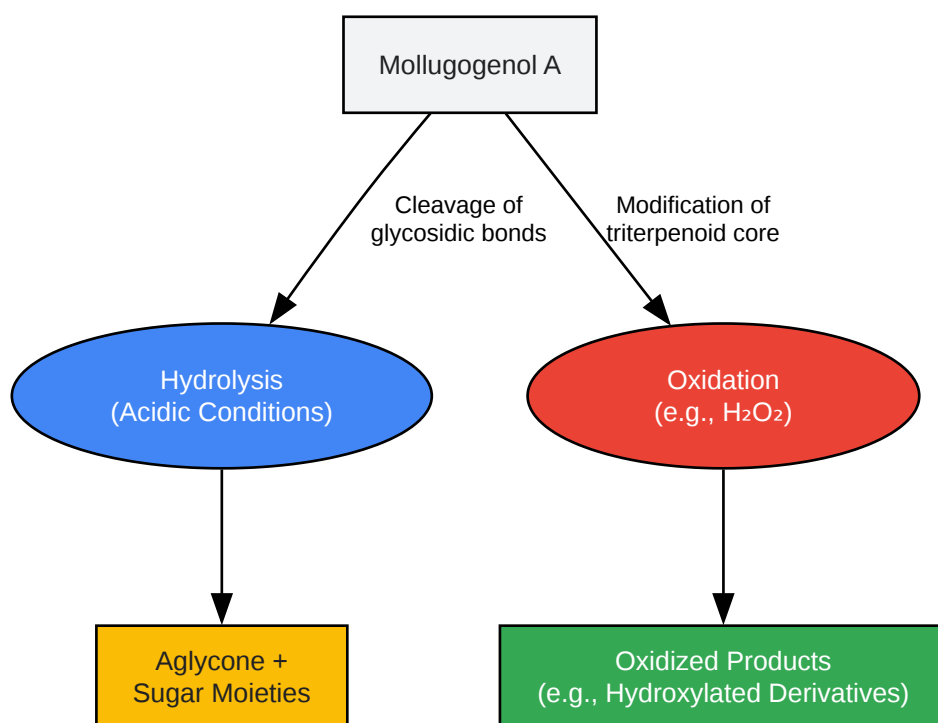 Mollugogenol A
Cleavage of
glycosidic bonds
Modification of
triterpenoid core
Hydrolysis
(Acidic Conditions)
Oxidation
(e.g., H₂O₂)
Aglycone +
Sugar Moieties
Oxidized Products
(e.g., Hydroxylated Derivatives)